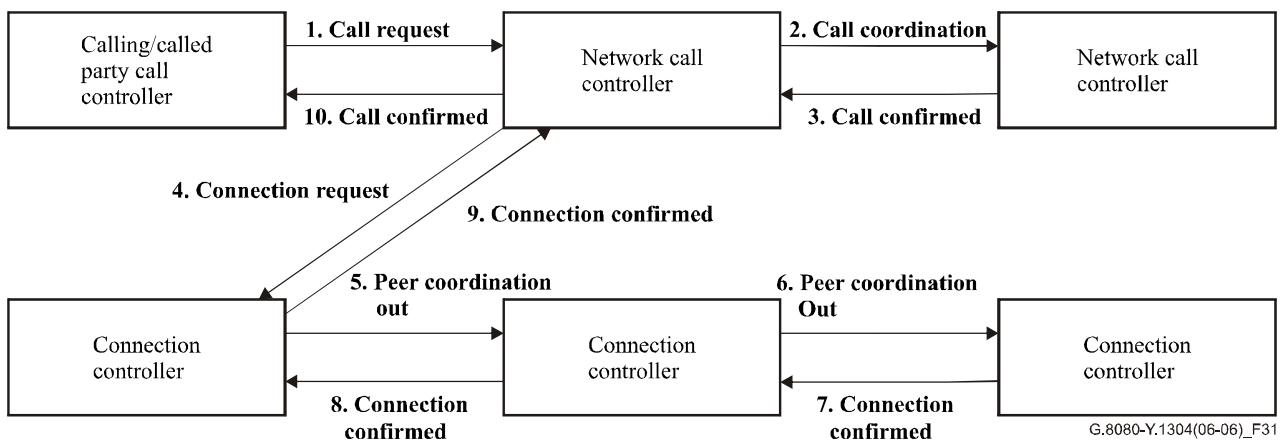 1. Call request
2. Call coordination
Calling/called
party call
controller
Network call
controller
Network call
controller
10. Call confirmed
3. Call confirmed
4. Connection request
9. Connection confirmed
5. Peer coordination
out
6. Peer coordination
Out
Connection
controller
Connection
controller
Connection
controller
8. Connection
confirmed
7. Connection
confirmed
G.8080-Y.1304(06-06)_F31